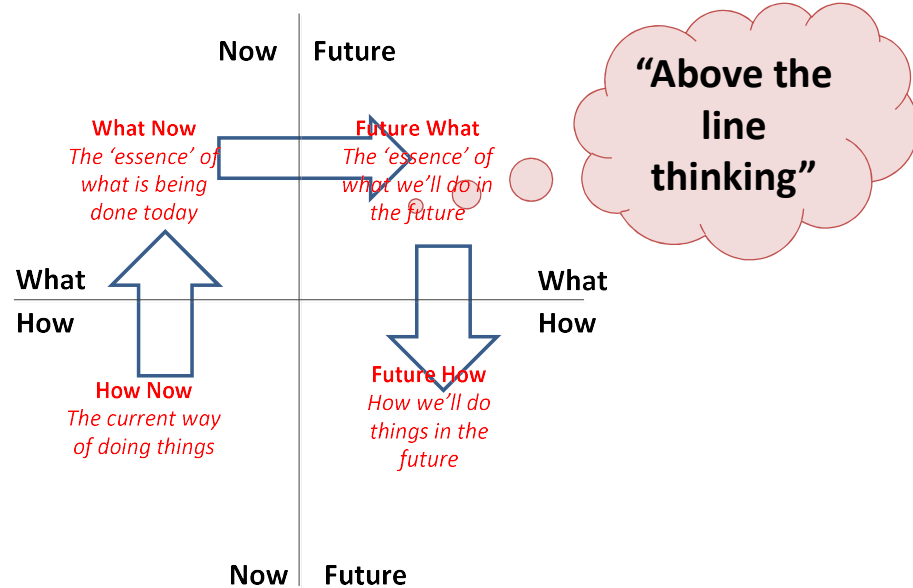 Now
Future
“Above the
line
thinking”
What Now
The ‘essence’ of
what is being
done today
Future What
The ‘essence’ of
what we’ll do in
the future
What
How
What
How
How Now
The current way
of doing things
Future How
How we’ll do
things in the
future
Now
Future